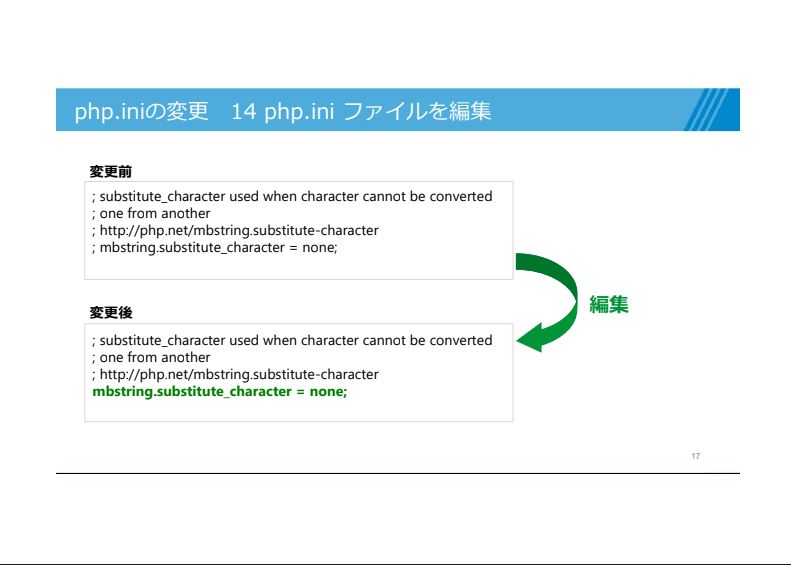 php.iniの変更　14 php.ini ファイルを編集
変更前
; substitute_character used when character cannot be converted
; one from another
; http://php.net/mbstring.substitute-character
; mbstring.substitute_character = none;
編集
変更後
; substitute_character used when character cannot be converted
; one from another
; http://php.net/mbstring.substitute-character
mbstring.substitute_character = none;
17